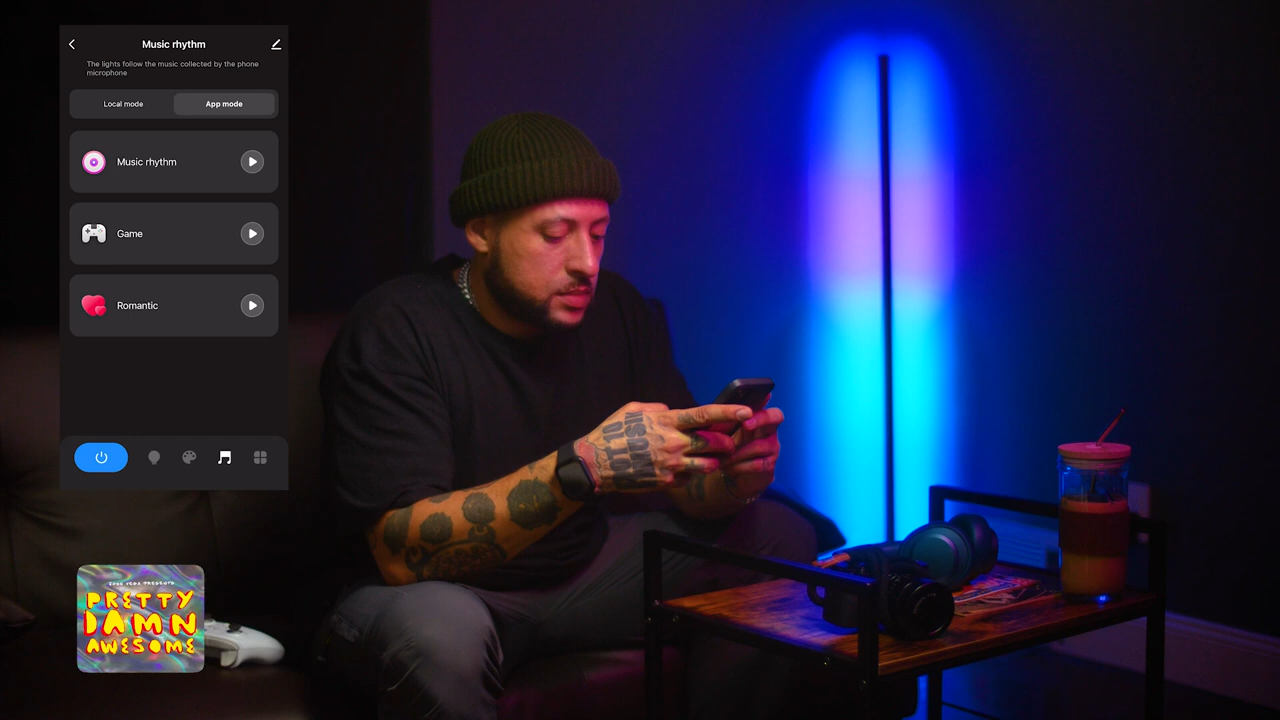 Music rhythm
The lights follow the music collected by the phone
microphone
Local mode
App mode
Music rhythm
Game
Romantic
PRETTY
DAMN
AWESOME